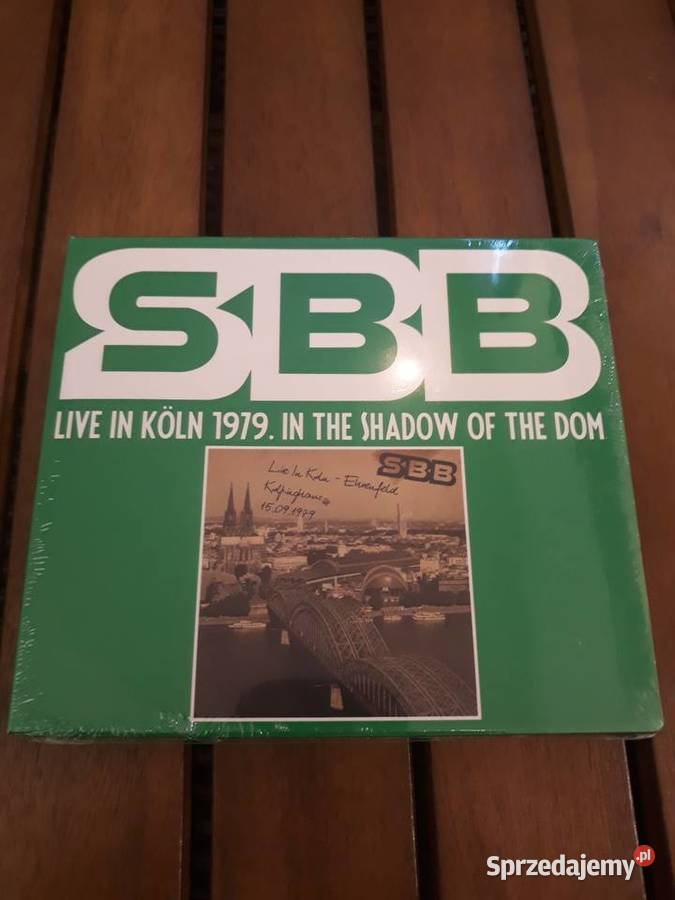 SBB
LIVE IN KÖLN 1979. IN THE SHADOW OF THE DOM
SBB
Live In Köln - Ehrenfeld
Kolpinghaus
15.09.1979
Sprzedajemy.pl